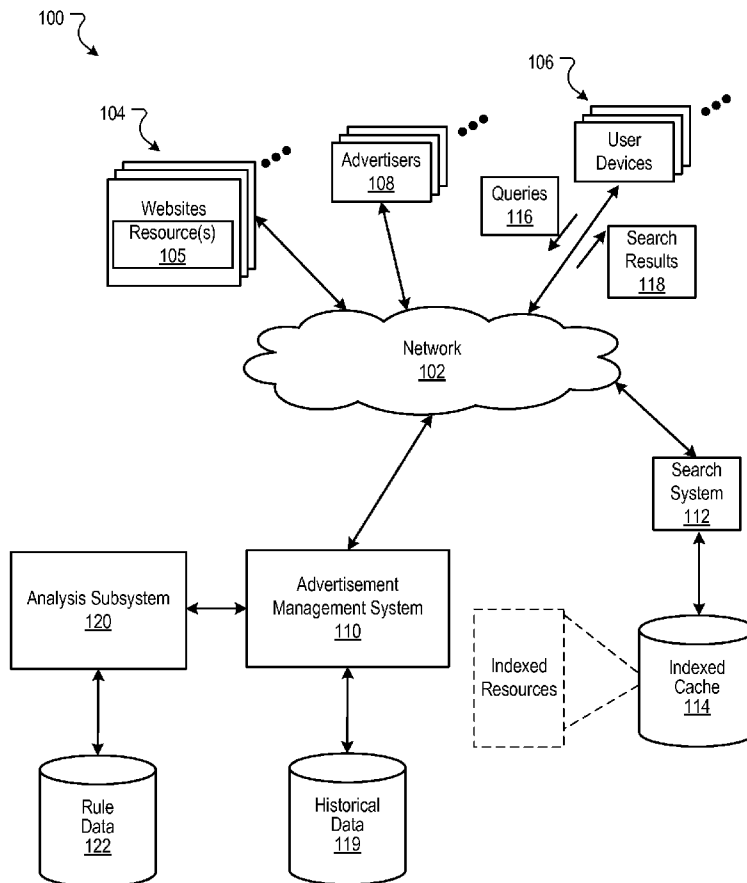 100
104
106
Websites
Resource(s)
105
Advertisers
108
User
Devices
Queries
116
Search
Results
118
Network
102
Search
System
112
Analysis Subsystem
120
Advertisement
Management System
110
Indexed
Resources
Indexed
Cache
114
Rule
Data
122
Historical
Data
119